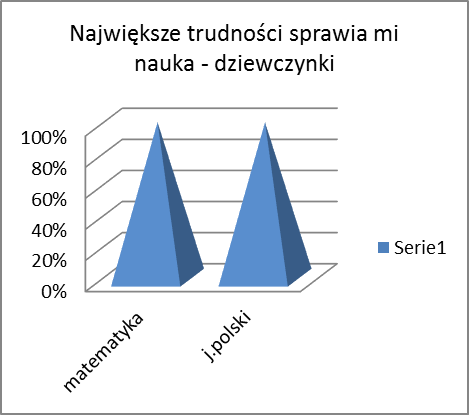 Największe trudności sprawia mi
nauka - dziewczynki
100%
80%
60%
40%
20%
0%
matematyka
j.polski
Serie1